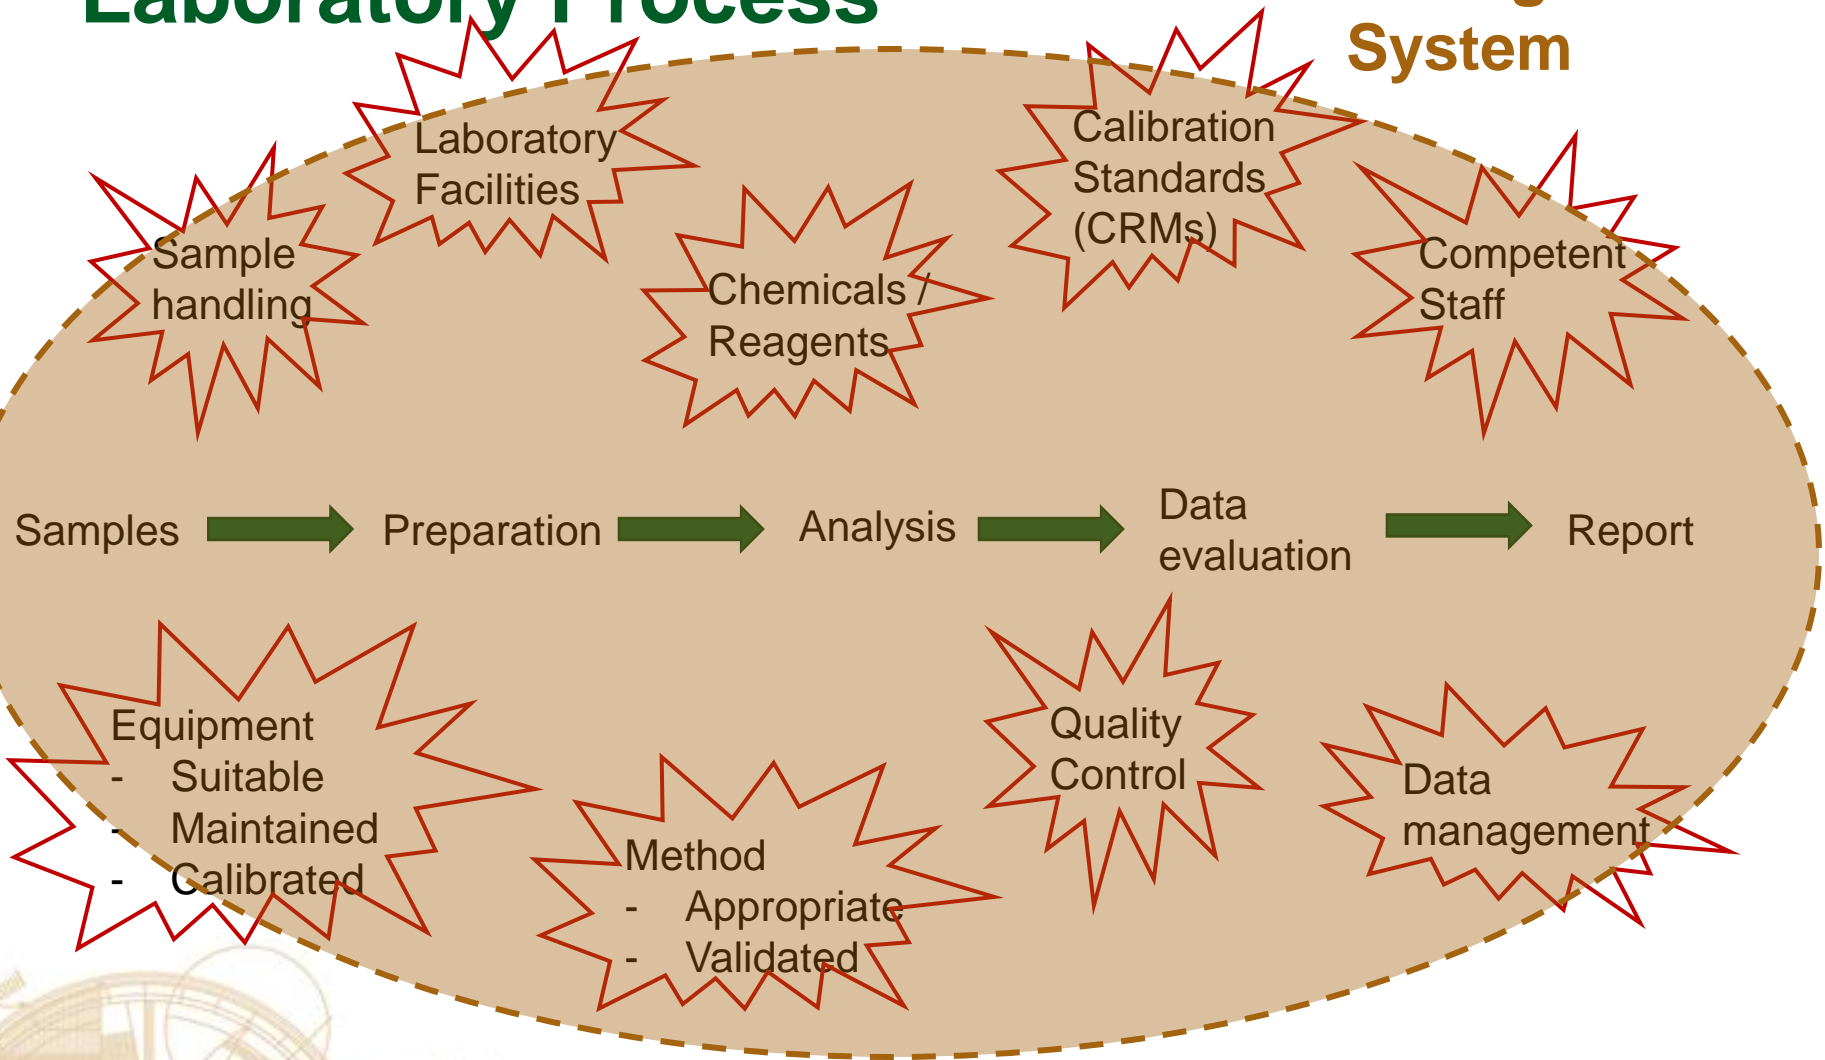 Laboratory Process
System
Laboratory
Facilities
Calibration
Standards
(CRMs)
Sample
handling
Chemicals /
Reagents
Competent
Staff
Samples
Preparation
Analysis
Data
evaluation
Report
Equipment
- Suitable
- Maintained
- Calibrated
Method
- Appropriate
- Validated
Quality
Control
Data
management